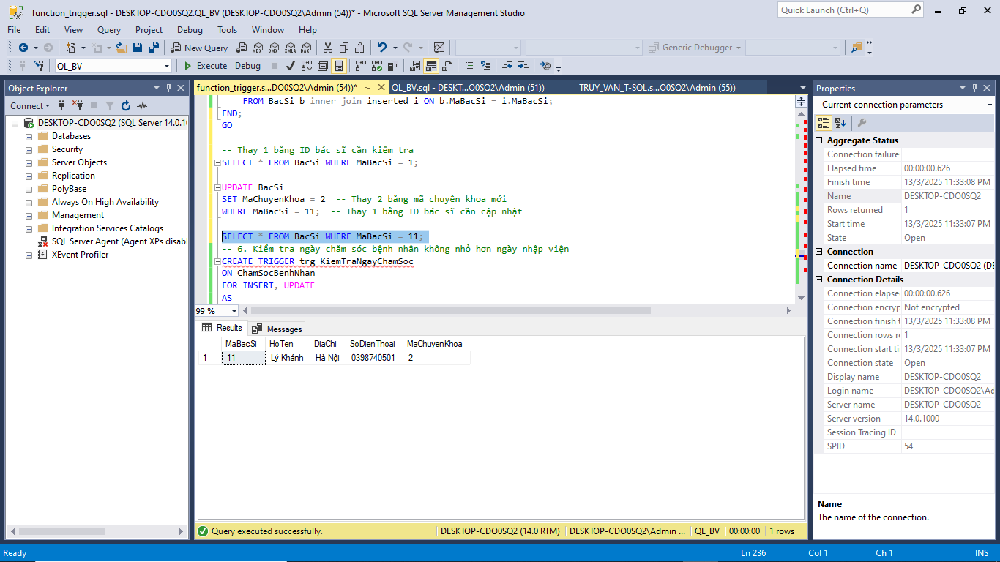 function_trigger.sql - DESKTOP-CDO0SQ2.QL_BV (DESKTOP-CDO0SQ2\Admin (54))* - Microsoft SQL Server Management Studio
Quick Launch (Ctrl+Q)
File Edit View Query Project Debug Tools Window Help
New Query MDX DMX XMLA DAX Generic Debugger
QL_BV Execute Debug
Object Explorer
Connect
DESKTOP-CDO0SQ2 (SQL Server 14.0.10
Databases
Security
Server Objects
Replication
PolyBase
Always On High Availability
Management
Integration Services Catalogs
SQL Server Agent (Agent XPs disabl
XEvent Profiler
function_trigger.s...DO0SQ2\Admin (54))* QL_BV.sql - DESKT...O0SQ2\Admin (51)) TRUY_VAN_T-SQL.s...O0SQ2\Admin (55))
FROM BacSi b inner join inserted i ON b.MaBacSi = i.MaBacSi;
END;
GO
-- Thay 1 bằng ID bác sĩ cần kiểm tra
SELECT * FROM BacSi WHERE MaBacSi = 1;
UPDATE BacSi
SET MaChuyenKhoa = 2 -- Thay 2 bằng mã chuyên khoa mới
WHERE MaBacSi = 11; -- Thay 1 bằng ID bác sĩ cần cập nhật
SELECT * FROM BacSi WHERE MaBacSi = 11;
-- 6. Kiểm tra ngày chăm sóc bệnh nhân không nhỏ hơn ngày nhập viện
CREATE TRIGGER trg_KiemTraNgayChamSoc
ON ChamSocBenhNhan
FOR INSERT, UPDATE
AS
99 %
Results Messages
MaBacSi HoTen DiaChi SoDienThoai MaChuyenKhoa
1 11 Lý Khánh Hà Nội 0398740501 2
Query executed successfully. DESKTOP-CDO0SQ2 (14.0 RTM) DESKTOP-CDO0SQ2\Admin ... QL_BV 00:00:00 1 rows
Properties
Current connection parameters
Aggregate Status
Connection failures
Elapsed time 00:00:00.626
Finish time 13/3/2025 11:33:08 PM
Name DESKTOP-CDO0SQ2
Rows returned 1
Start time 13/3/2025 11:33:07 PM
State Open
Connection
Connection name DESKTOP-CDO0SQ2 (DE
Connection Details
Connection elapsed 00:00:00.626
Connection encryp Not encrypted
Connection finish t 13/3/2025 11:33:08 PM
Connection rows re 1
Connection start tim 13/3/2025 11:33:07 PM
Connection state Open
Display name DESKTOP-CDO0SQ2
Login name DESKTOP-CDO0SQ2\Ad
Server name DESKTOP-CDO0SQ2
Server version 14.0.1000
Session Tracing ID
SPID 54
Name
The name of the connection.
Ready Ln 236 Col 1 Ch 1 INS